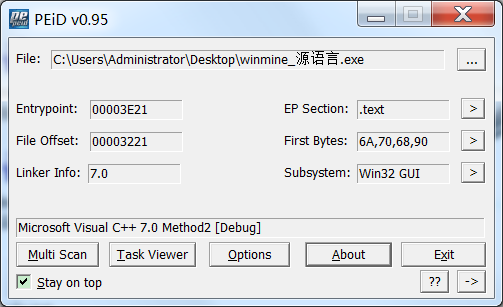 PEiD v0.95
File: C:\Users\Administrator\Desktop\winmine_源语言.exe ...
Entrypoint: 00003E21 EP Section: .text >
File Offset: 00003221 First Bytes: 6A,70,68,90 >
Linker Info: 7.0 Subsystem: Win32 GUI >
Microsoft Visual C++ 7.0 Method2 [Debug]
Multi Scan Task Viewer Options About Exit
Stay on top ?? ->